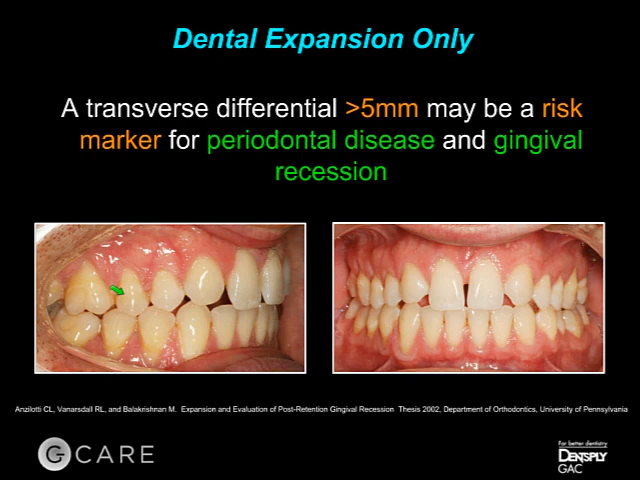 Dental Expansion Only
A transverse differential >5mm may be a risk
marker for periodontal disease and gingival
recession
Anzilotti CL, Vanarsdall RL, and Balakrishnan M. Expansion and Evaluation of Post-Retention Gingival Recession Thesis 2002, Department of Orthodontics, University of Pennsylvania
G CARE
For better dentistry
DENTSPLY
GAC